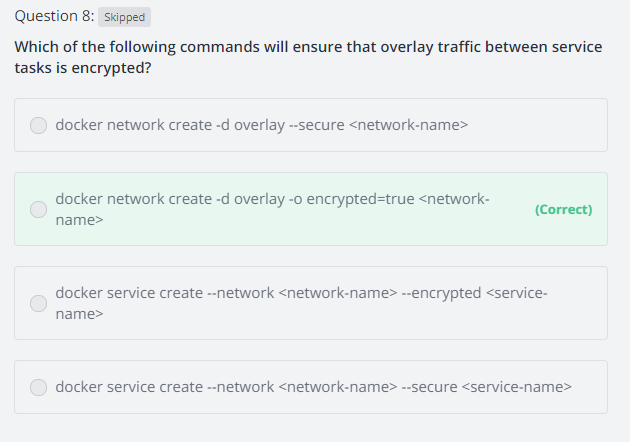 Question 8: Skipped
Which of the following commands will ensure that overlay traffic between service
tasks is encrypted?
docker network create -d overlay --secure <network-name>
docker network create -d overlay -o encrypted=true <network-
name>
(Correct)
docker service create --network <network-name> --encrypted <service-
name>
docker service create --network <network-name> --secure <service-name>